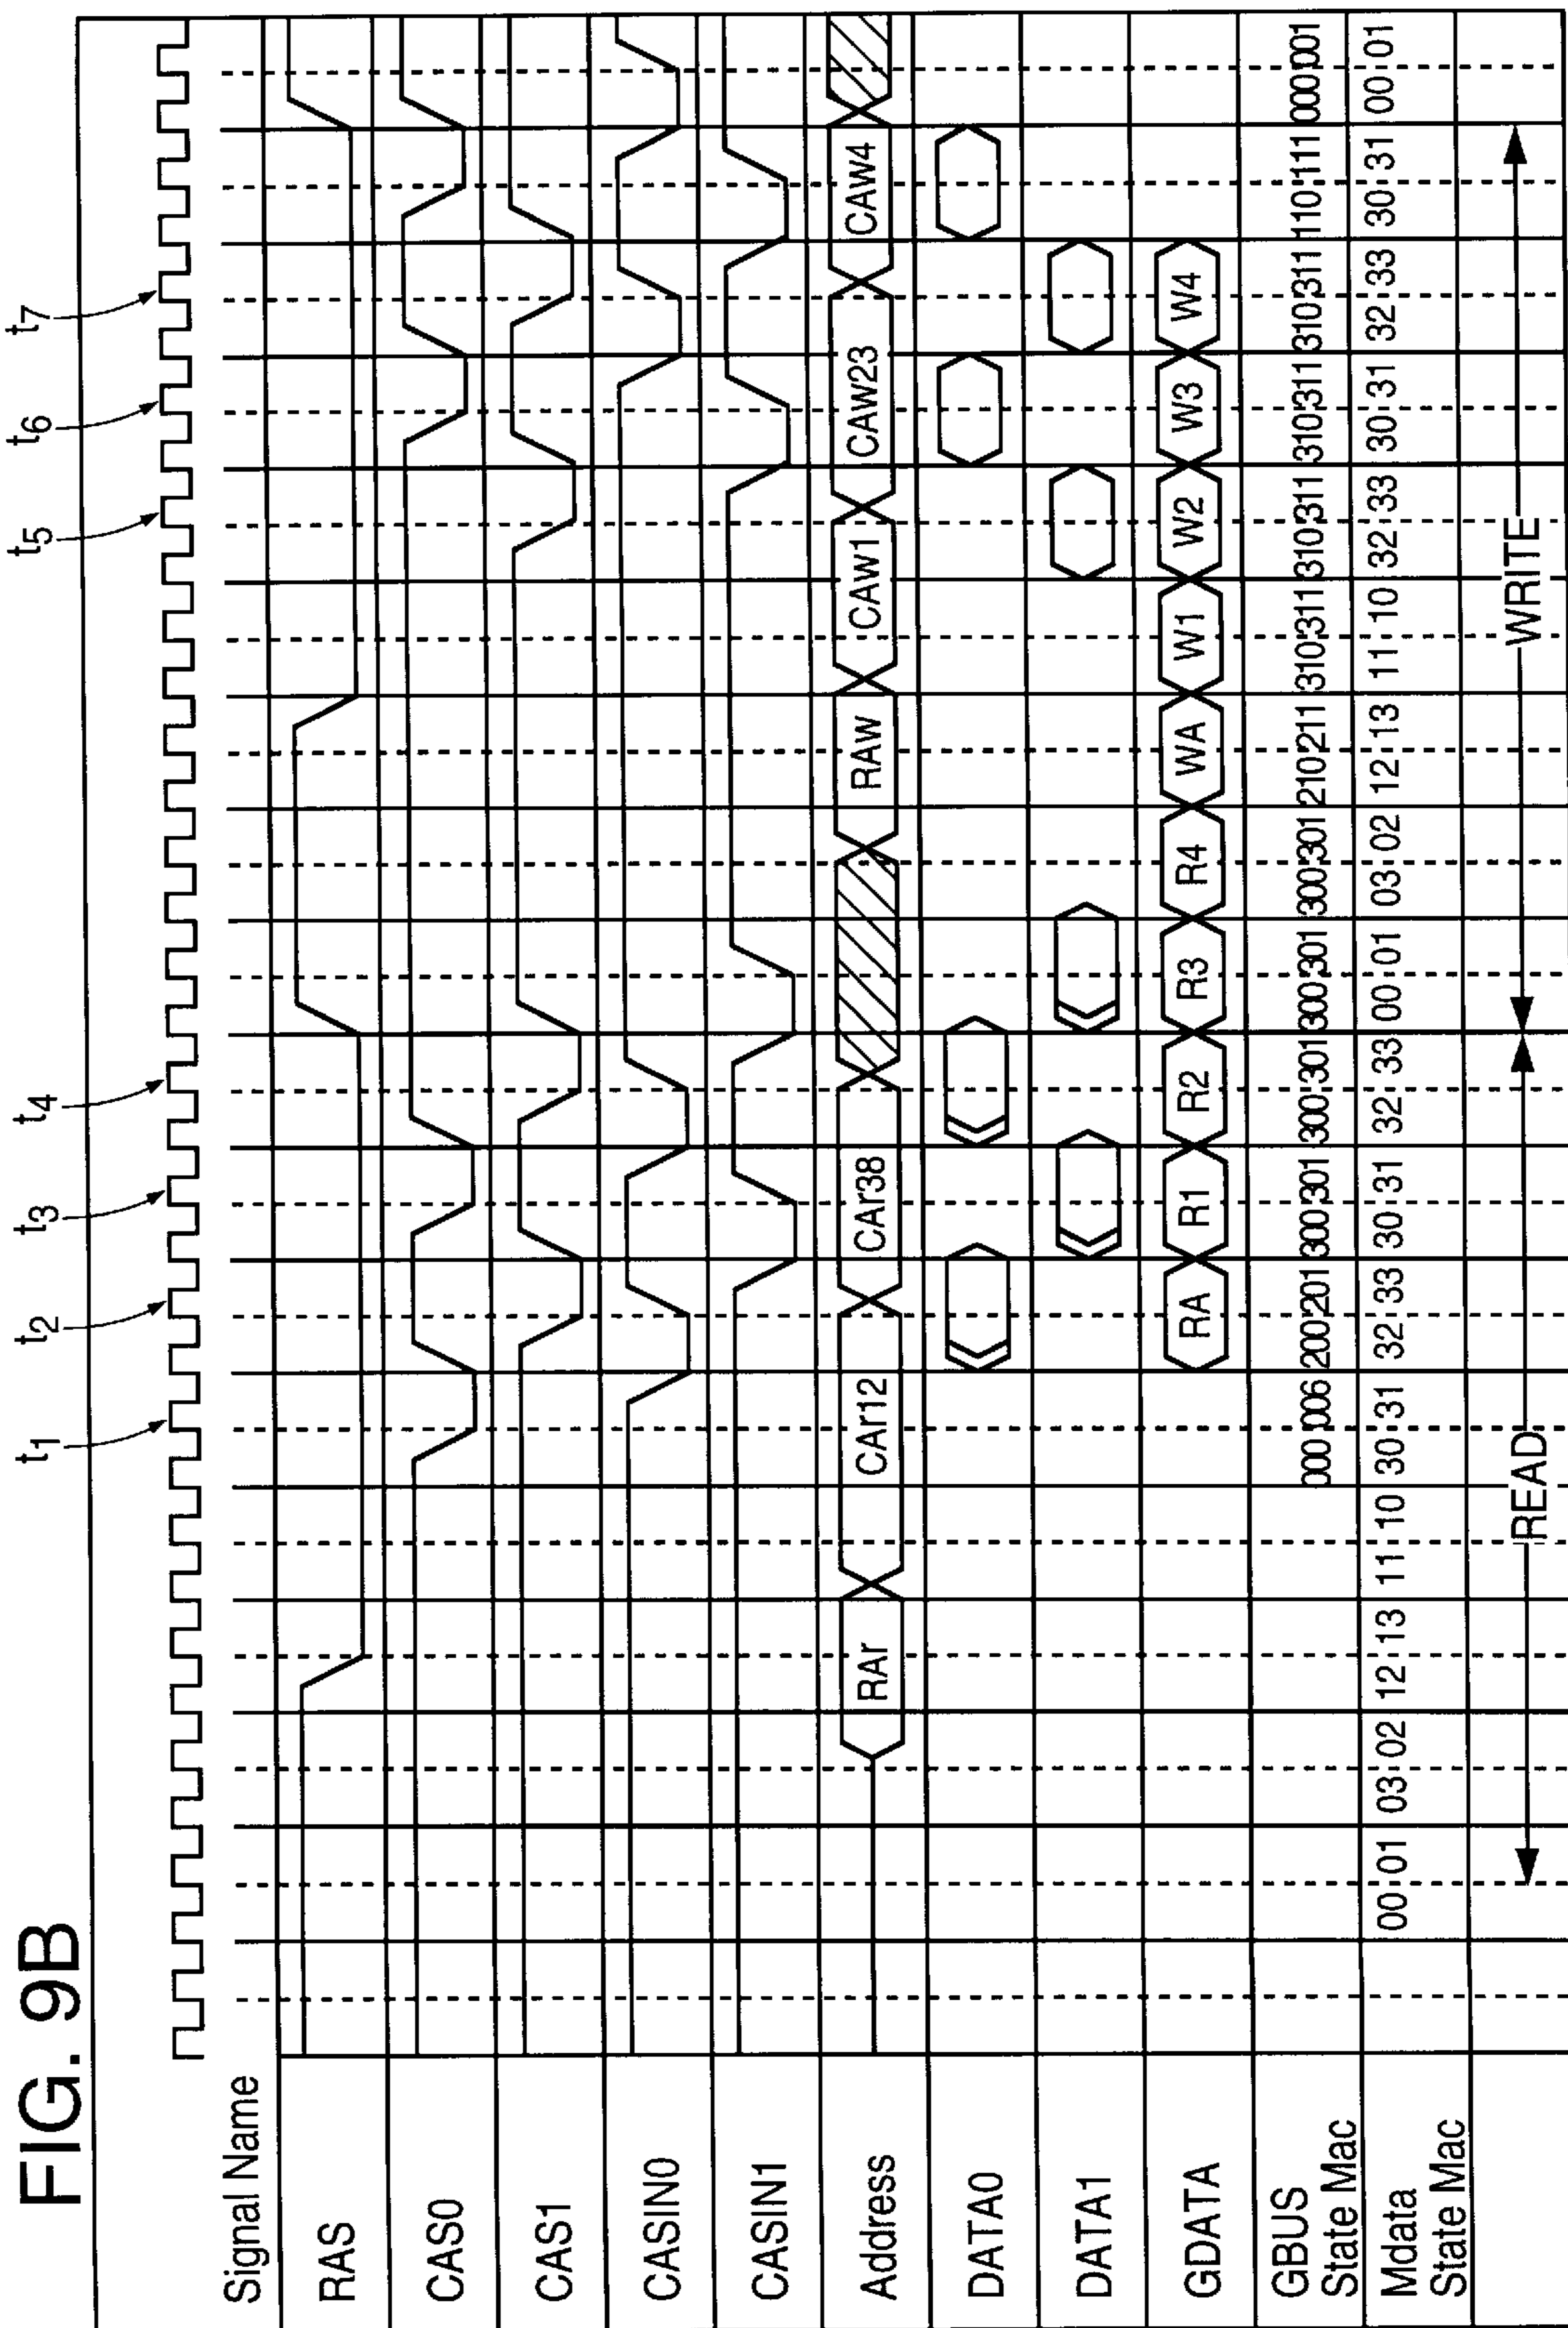 FIG. 9B
t1 t2 t3 t4 t5 t6 t7
Signal Name
RAS
CAS0
CAS1
CASIN0
CASIN1
Address RAr CAr12 CAr38 RAw CAw1 CAw23 CAw4
DATA0
DATA1
GDATA RA R1 R2 R3 R4 WA W1 W2 W3 W4
GBUS
State Mac 000 006 200 201 300 301 300 301 300 301 300 301 210 211 310 311 310 311 310 311 310 311 110 111 000 001
Mdata
State Mac 00 01 03 02 12 13 11 10 30 31 32 33 30 31 32 33 00 01 03 02 12 13 11 10 32 33 30 31 32 33 30 31 00 01
READ WRITE